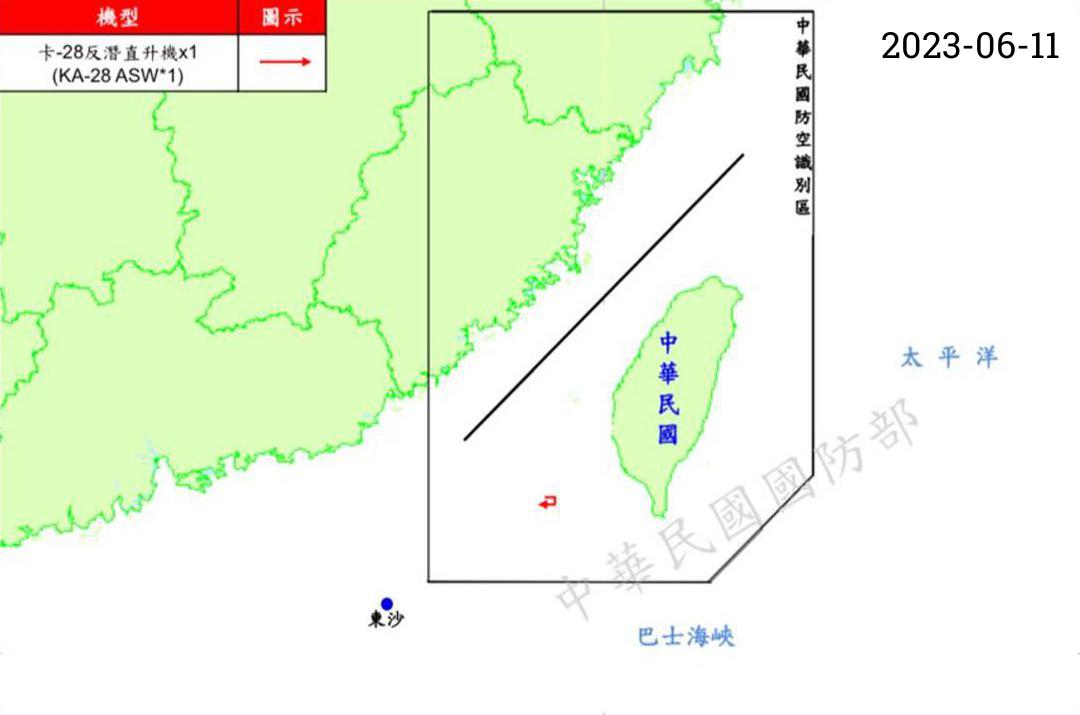 機型
圖示
卡-28反潛直升機x1
(KA-28 ASW*1)
2023-06-11
中華民國防空識別區
中華民國
太平洋
中華民國國防部
東沙
巴士海峽